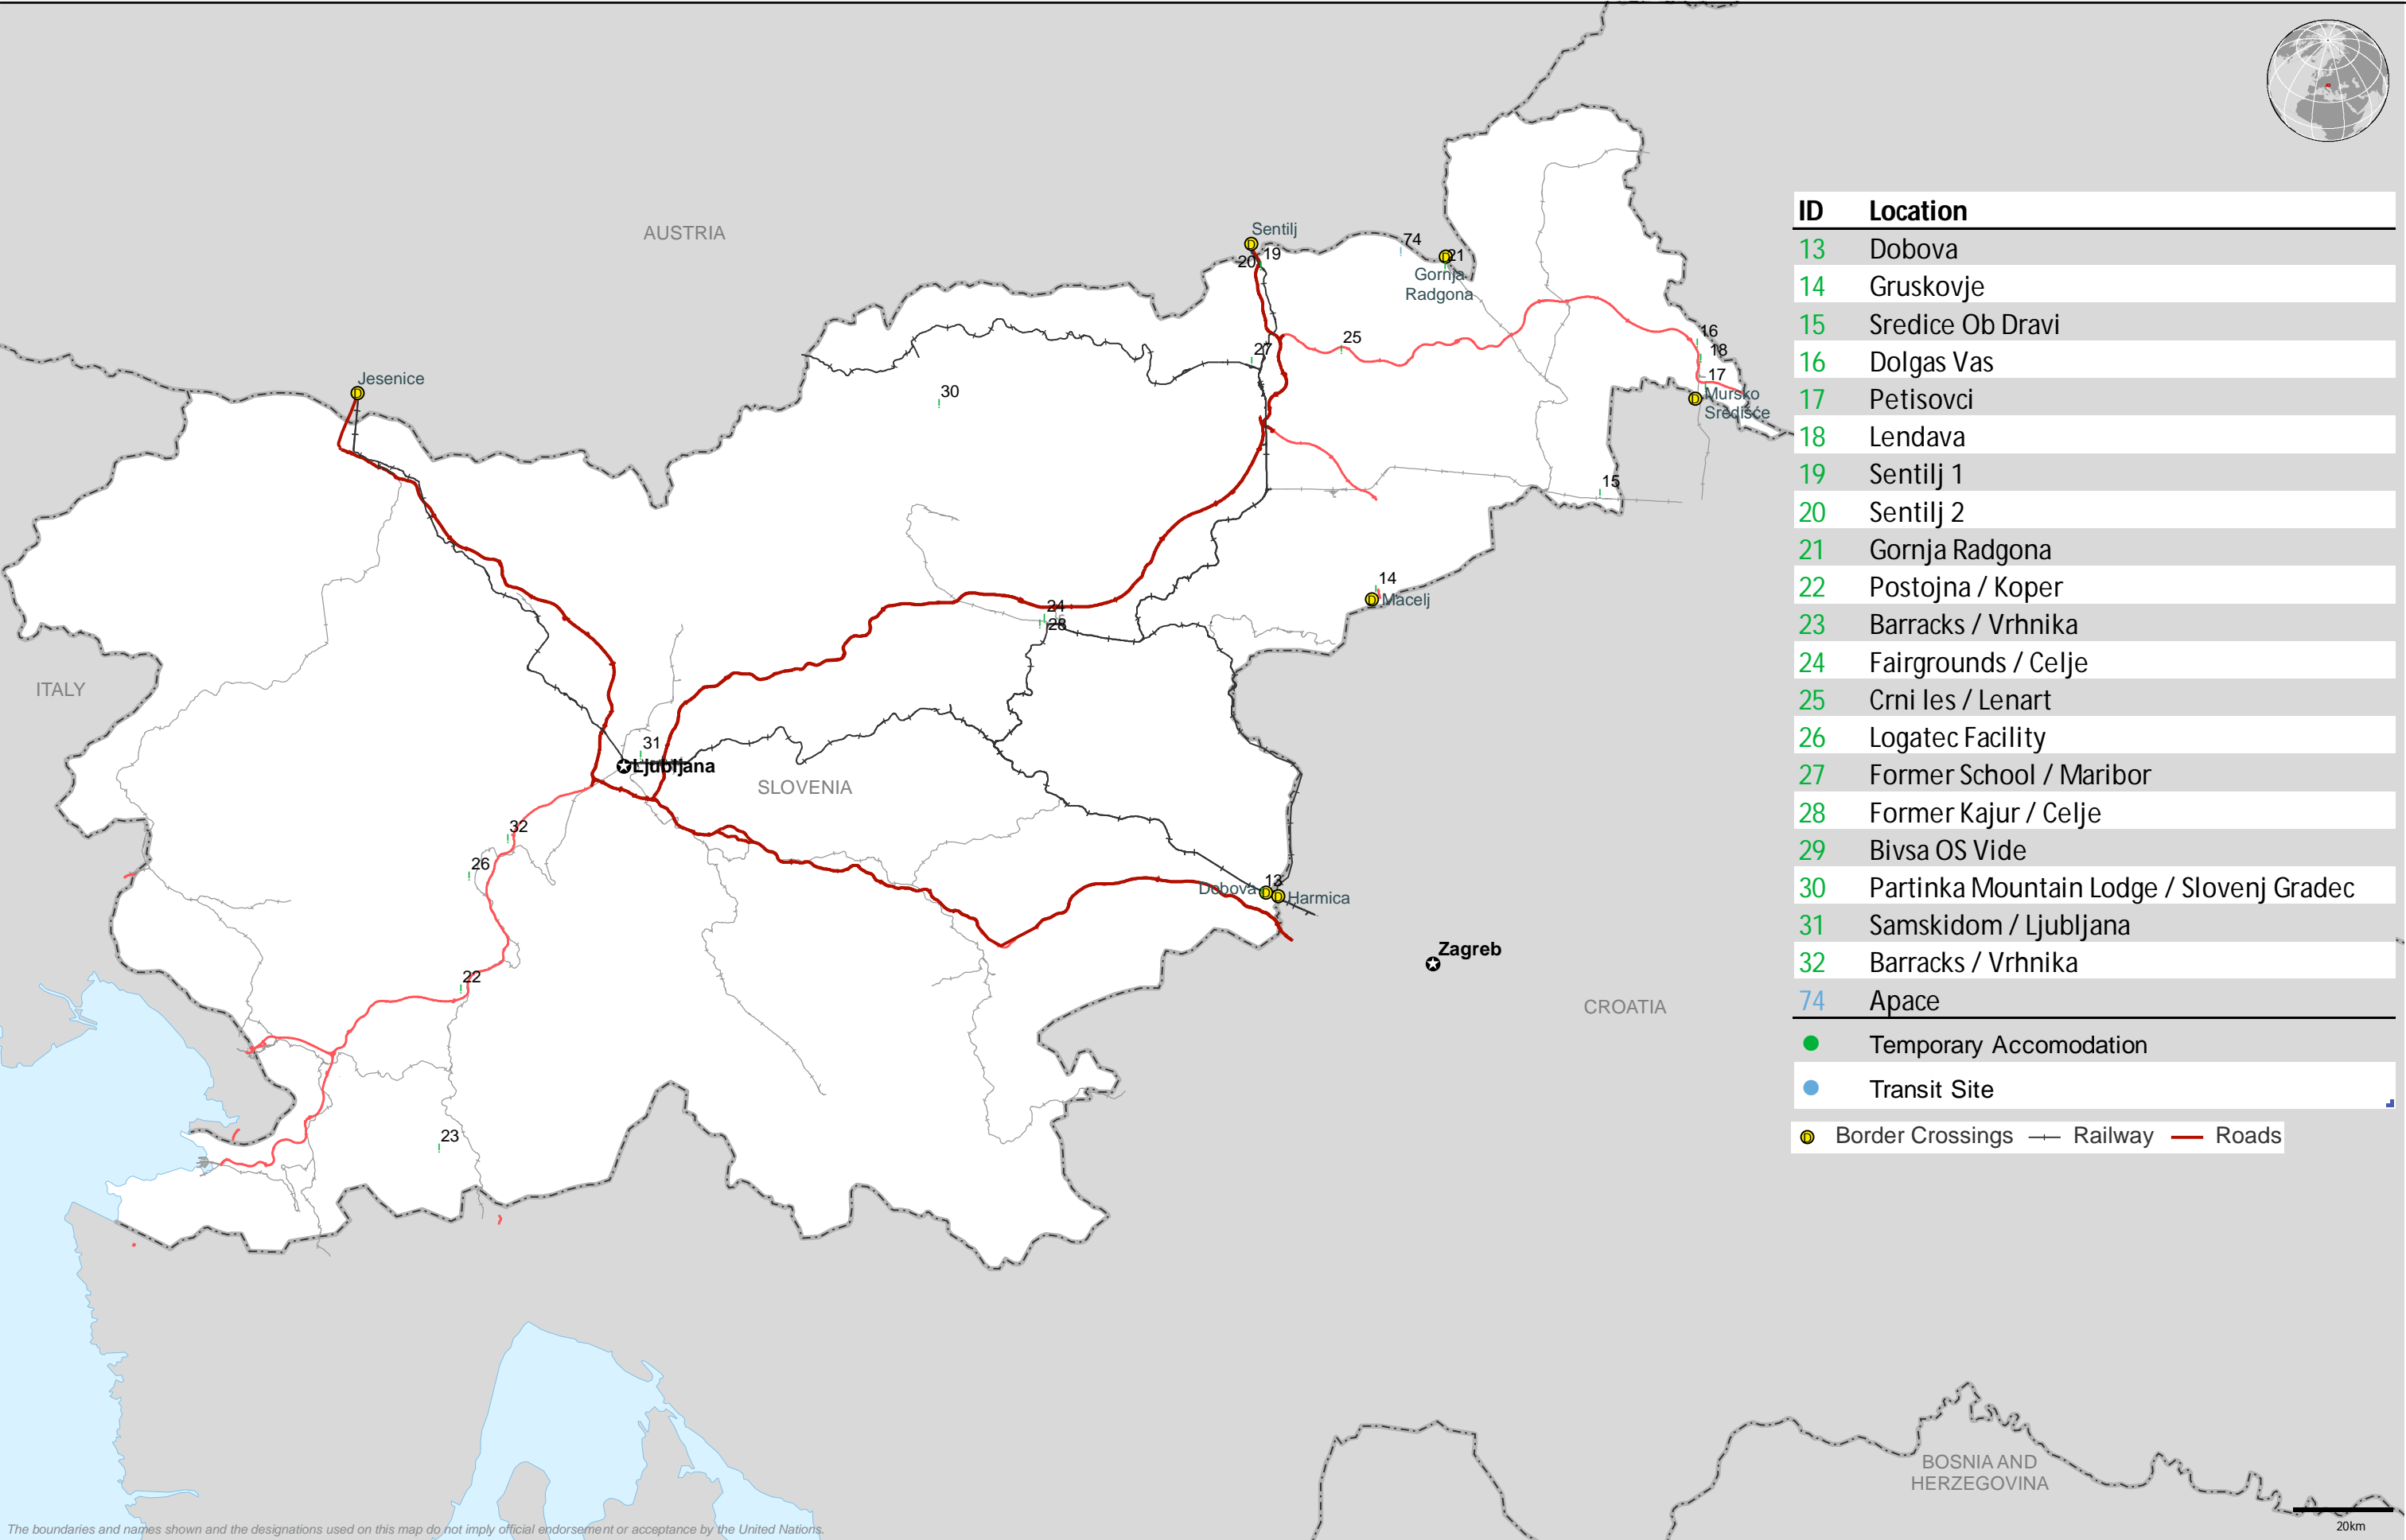 AUSTRIA
Sentilj
19
20
74
21
Gornja
Radgona
25
27
16
18
17
Mursko
Središće
Jesenice
30
15
14
Macelj
24
28
ITALY
31
Ljubljana
SLOVENIA
32
26
22
23
Dobova
13
Harmica
Zagreb
CROATIA
BOSNIA AND
HERZEGOVINA
20km
ID Location
13 Dobova
14 Gruskovje
15 Sredice Ob Dravi
16 Dolgas Vas
17 Petisovci
18 Lendava
19 Sentilj 1
20 Sentilj 2
21 Gornja Radgona
22 Postojna / Koper
23 Barracks / Vrhnika
24 Fairgrounds / Celje
25 Crni les / Lenart
26 Logatec Facility
27 Former School / Maribor
28 Former Kajur / Celje
29 Bivsa OS Vide
30 Partinka Mountain Lodge / Slovenj Gradec
31 Samskidom / Ljubljana
32 Barracks / Vrhnika
74 Apace
Temporary Accomodation
Transit Site
Border Crossings Railway Roads
The boundaries and names shown and the designations used on this map do not imply official endorsement or acceptance by the United Nations.